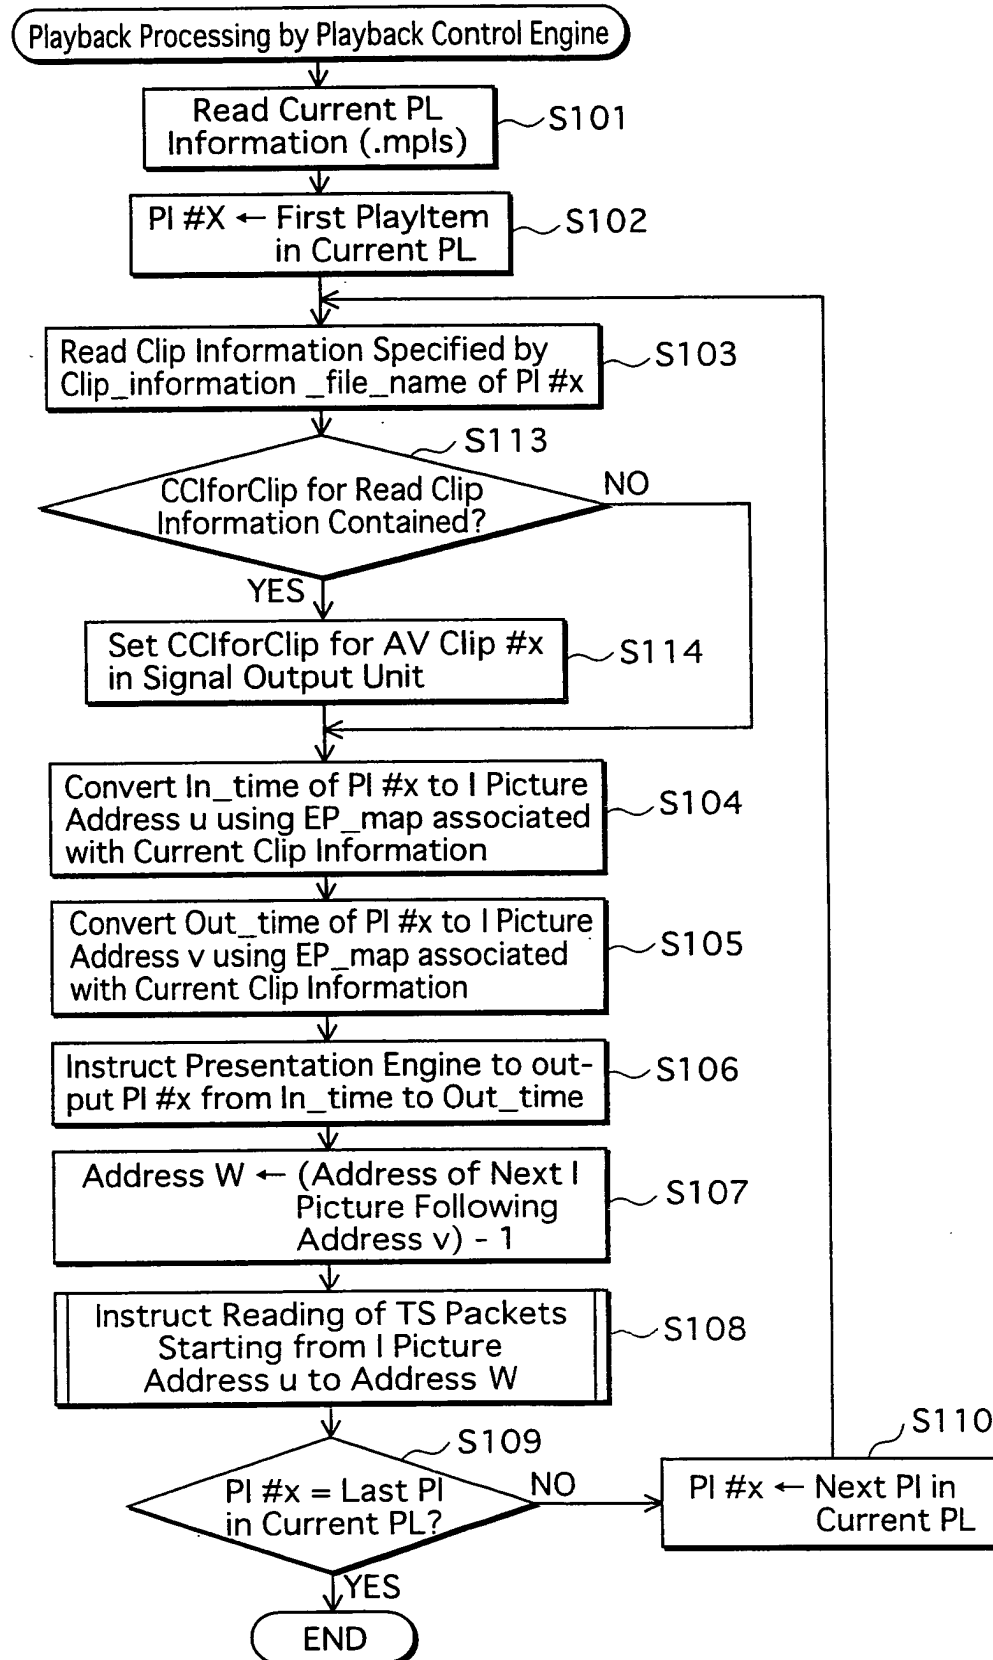 Playback Processing by Playback Control Engine
Read Current PL
Information (.mpls)
S101
PI #X ← First PlayItem
in Current PL
S102
Read Clip Information Specified by
Clip_information _file_name of PI #x
S103
S113
CCIforClip for Read Clip
Information Contained?
NO
YES
Set CCIforClip for AV Clip #x
in Signal Output Unit
S114
Convert In_time of PI #x to I Picture
Address u using EP_map associated
with Current Clip Information
S104
Convert Out_time of PI #x to I Picture
Address v using EP_map associated
with Current Clip Information
S105
Instruct Presentation Engine to out-
put PI #x from In_time to Out_time
S106
Address W ← (Address of Next I
Picture Following
Address v) - 1
S107
Instruct Reading of TS Packets
Starting from I Picture
Address u to Address W
S108
S109
PI #x = Last PI
in Current PL?
NO
S110
PI #x ← Next PI in
Current PL
YES
END